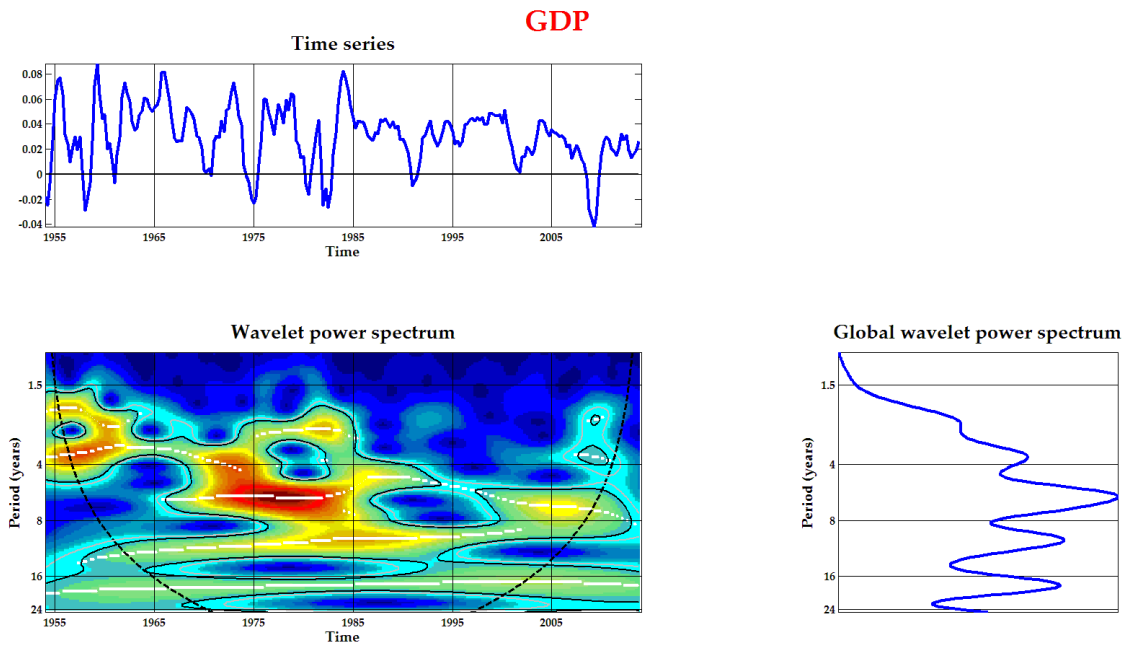 GDP
Time series
0.08
0.06
0.04
0.02
0
-0.02
-0.04
1955 1965 1975 1985 1995 2005
Time
Wavelet power spectrum
Period (years)
1.5
4
8
16
24
1955 1965 1975 1985 1995 2005
Time
Global wavelet power spectrum
Period (years)
1.5
4
8
16
24